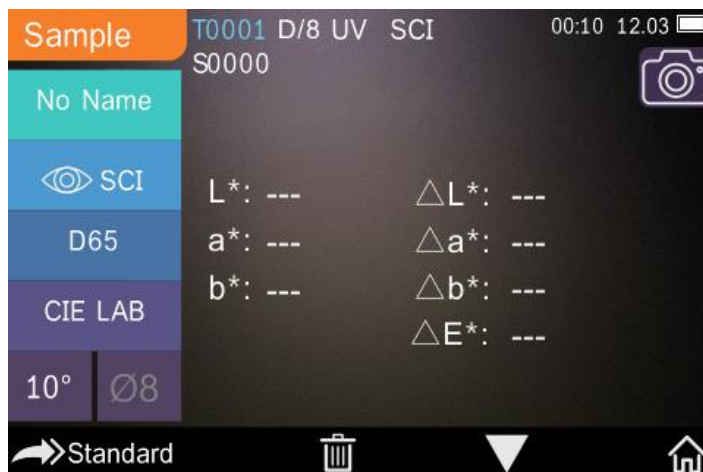 Sample
T0001 D/8 UV SCI 00:10 12.03
S0000
No Name
SCI
D65
CIE LAB
10° Ø8
L*: --- △L*: ---
a*: --- △a*: ---
b*: --- △b*: ---
△E*: ---
Standard